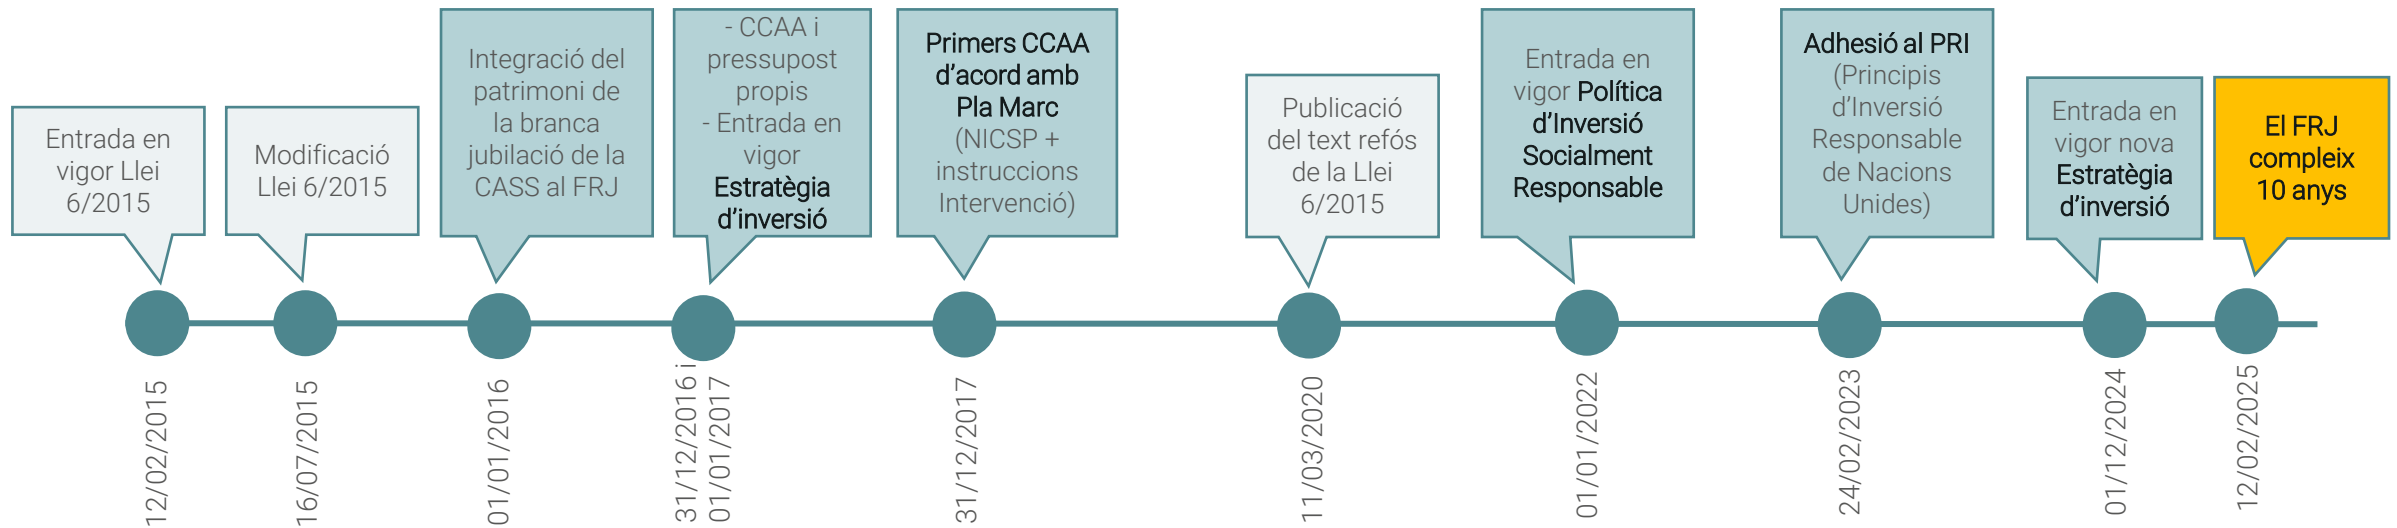 Entrada en
vigor Llei
6/2015
Modificació
Llei 6/2015
Integració del
patrimoni de
la branca
jubilació de la
CASS al FRJ
- CCAA i
pressupost
propis
- Entrada en
vigor
Estratègia
d’inversió
Primers CCAA
d’acord amb
Pla Marc
(NICSP +
instruccions
Intervenció)
Publicació
del text refós
de la Llei
6/2015
Entrada en
vigor Política
d’Inversió
Socialment
Responsable
Adhesió al PRI
(Principis
d’Inversió
Responsable
de Nacions
Unides)
Entrada en
vigor nova
Estratègia
d’inversió
El FRJ
compleix
10 anys
12/02/2015
16/07/2015
01/01/2016
31/12/2016 i
01/01/2017
31/12/2017
11/03/2020
01/01/2022
24/02/2023
01/12/2024
12/02/2025